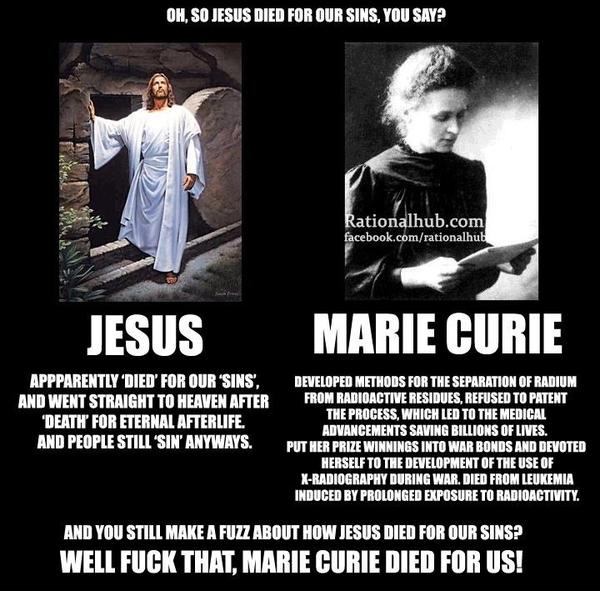 OH, SO JESUS DIED FOR OUR SINS, YOU SAY?
Rationalhub.com
facebook.com/rationalhub
JESUS
APPPARENTLY ‘DIED’ FOR OUR ‘SINS’,
AND WENT STRAIGHT TO HEAVEN AFTER
‘DEATH’ FOR ETERNAL AFTERLIFE.
AND PEOPLE STILL ‘SIN’ ANYWAYS.
MARIE CURIE
DEVELOPED METHODS FOR THE SEPARATION OF RADIUM
FROM RADIOACTIVE RESIDUES, REFUSED TO PATENT
THE PROCESS, WHICH LED TO THE MEDICAL
ADVANCEMENTS SAVING BILLIONS OF LIVES.
PUT HER PRIZE WINNINGS INTO WAR BONDS AND DEVOTED
HERSELF TO THE DEVELOPMENT OF THE USE OF
X-RADIOGRAPHY DURING WAR. DIED FROM LEUKEMIA
INDUCED BY PROLONGED EXPOSURE TO RADIOACTIVITY.
AND YOU STILL MAKE A FUZZ ABOUT HOW JESUS DIED FOR OUR SINS?
WELL FUCK THAT, MARIE CURIE DIED FOR US!